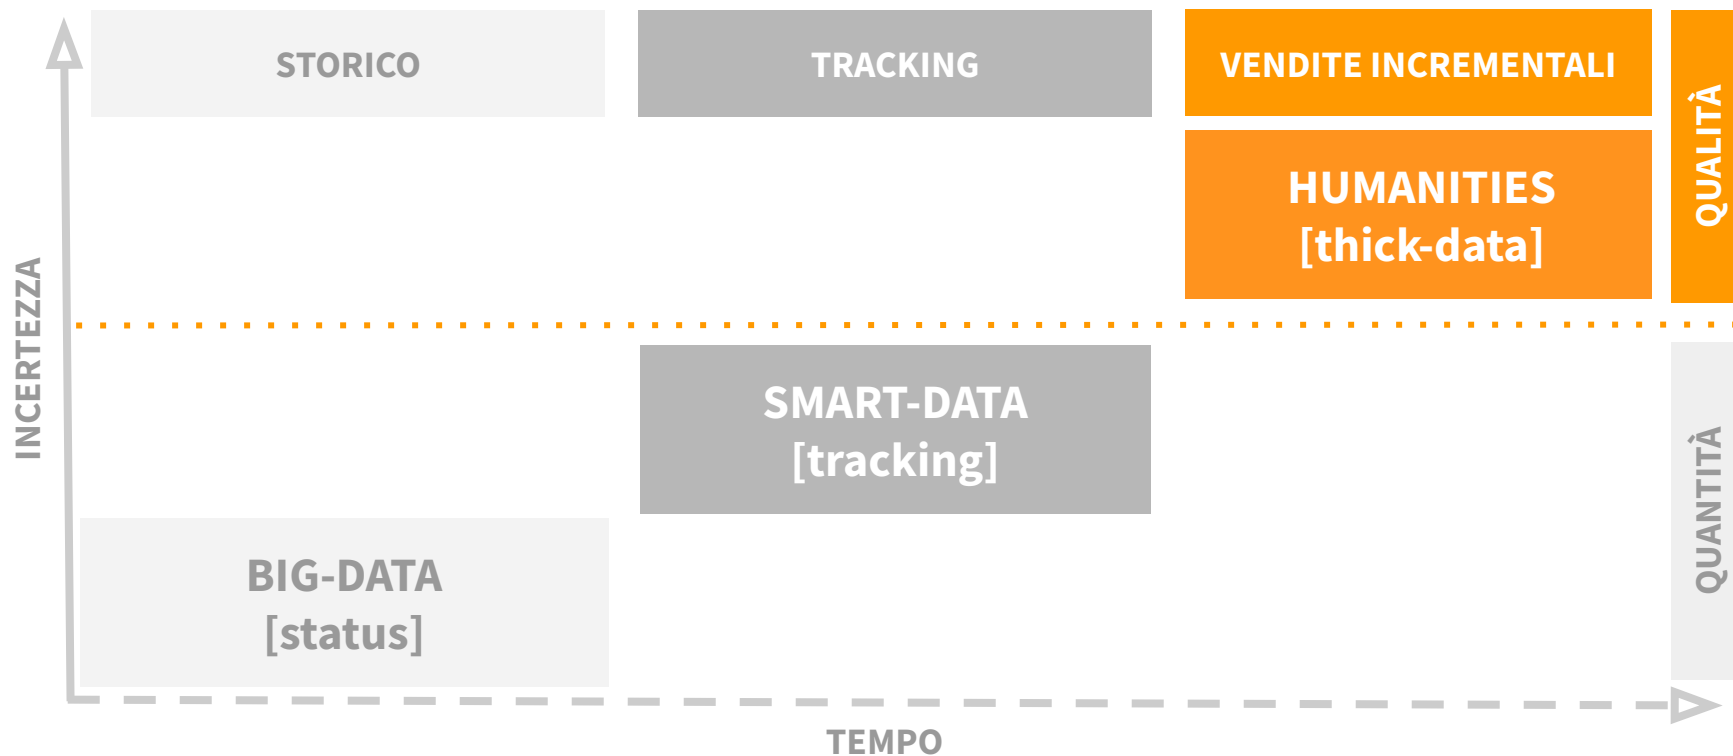 STORICO
TRACKING
VENDITE INCREMENTALI
QUALITÀ
HUMANITIES
[thick-data]
INCERTEZZA
SMART-DATA
[tracking]
QUANTITÀ
BIG-DATA
[status]
TEMPO